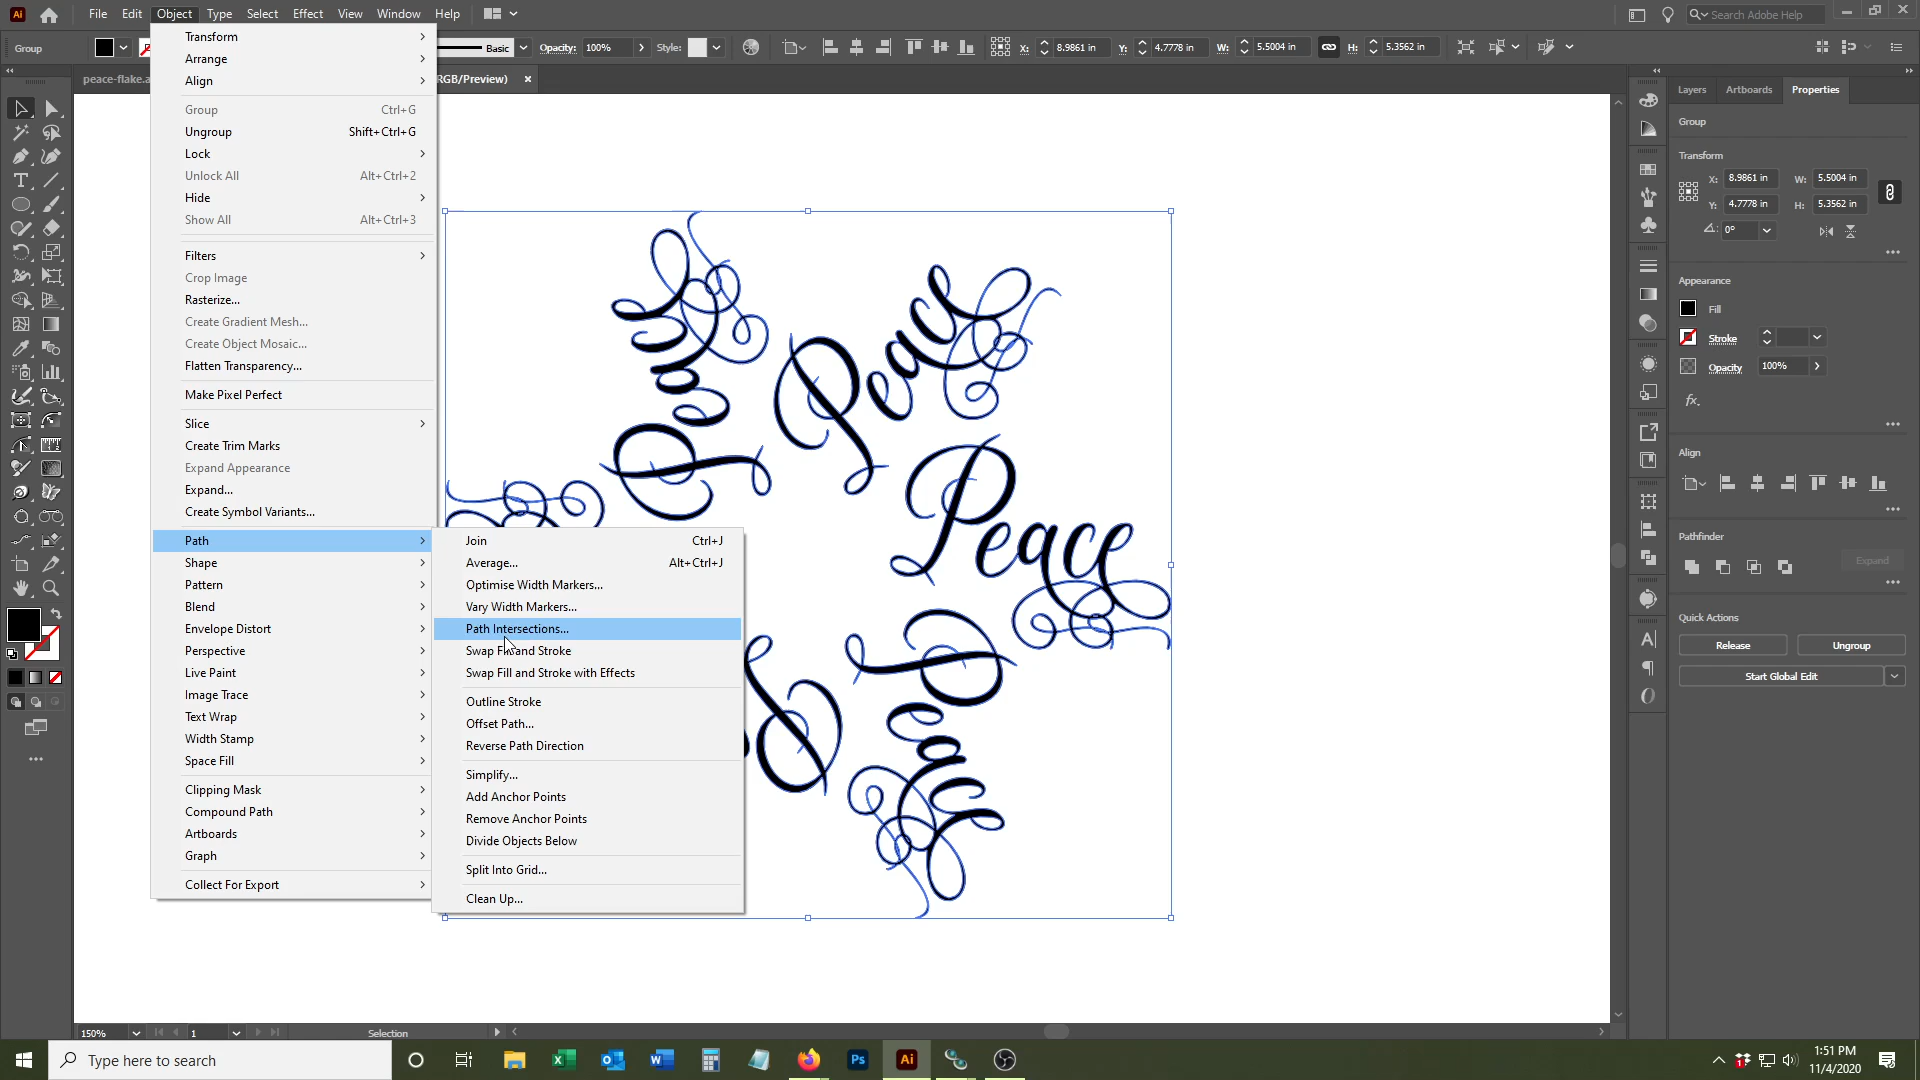 Ai File Edit Object Type Select Effect View Window Help Search Adobe Help
Group Basic Opacity: 100% Style: X: 8.9861 in Y: 4.7778 in W: 5.5004 in H: 5.3562 in
peace-flake.a RGB/Preview) ×
Transform
Arrange
Align
Group Ctrl+G
Ungroup Shift+Ctrl+G
Lock
Unlock All Alt+Ctrl+2
Hide
Show All Alt+Ctrl+3
Filters
Crop Image
Rasterize...
Create Gradient Mesh...
Create Object Mosaic...
Flatten Transparency...
Make Pixel Perfect
Slice
Create Trim Marks
Expand Appearance
Expand...
Create Symbol Variants...
Path
Shape
Pattern
Blend
Envelope Distort
Perspective
Live Paint
Image Trace
Text Wrap
Width Stamp
Space Fill
Clipping Mask
Compound Path
Artboards
Graph
Collect For Export
Join Ctrl+J
Average... Alt+Ctrl+J
Optimise Width Markers...
Vary Width Markers...
Path Intersections...
Swap Fill and Stroke
Swap Fill and Stroke with Effects
Outline Stroke
Offset Path...
Reverse Path Direction
Simplify...
Add Anchor Points
Remove Anchor Points
Divide Objects Below
Split Into Grid...
Clean Up...
Peace
Peace
Peace
Peace
Layers Artboards Properties
Group
Transform
X: 8.9861 in W: 5.5004 in
Y: 4.7778 in H: 5.3562 in
0°
Appearance
Fill
Stroke
Opacity 100%
fx.
Align
Pathfinder
Expand
Quick Actions
Release Ungroup
Start Global Edit
150% 1 Selection
Type here to search
Ps Ai
1:51 PM
11/4/2020